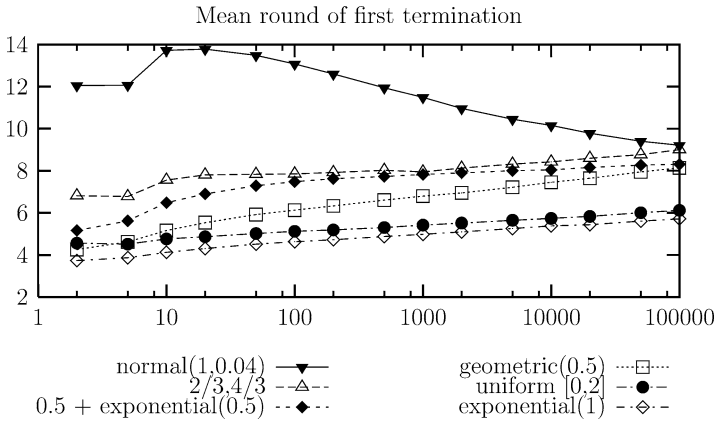 Mean round of first termination
14
12
10
8
6
4
2
1 10 100 1000 10000 100000
normal(1,0.04) geometric(0.5)
2/3,4/3 uniform [0,2]
0.5 + exponential(0.5) exponential(1)